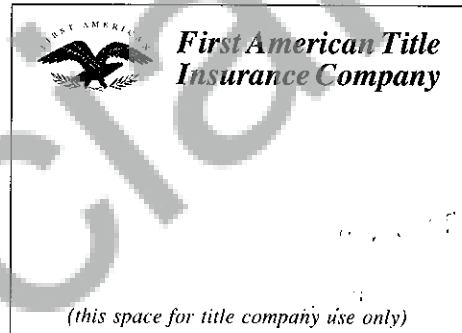 FIRST AMERICAN
First American Title
Insurance Company
(this space for title company use only)